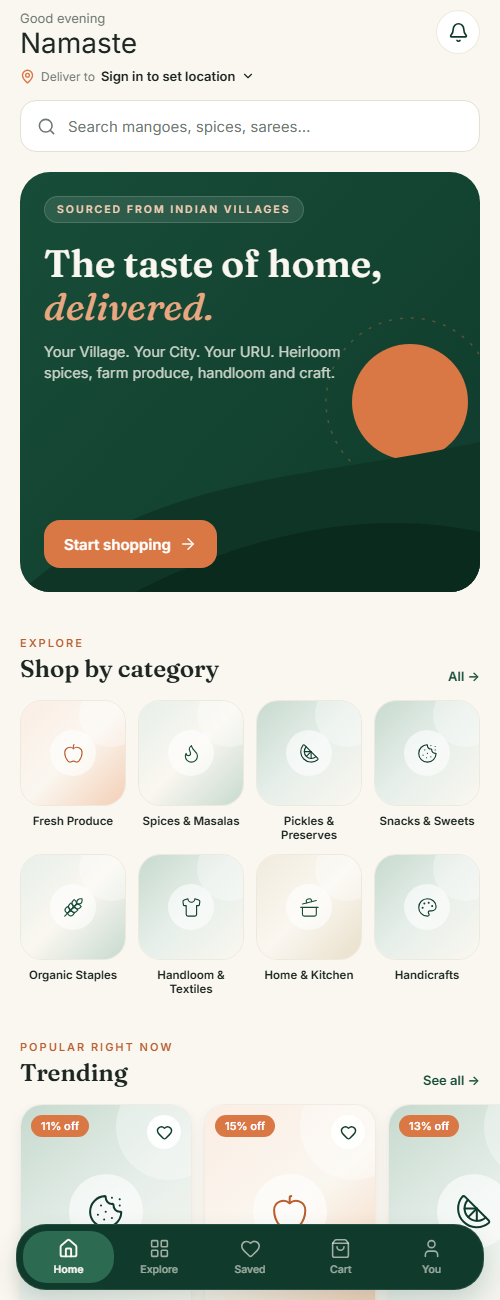 Good evening
Namaste
Deliver to Sign in to set location
Search mangoes, spices, sarees...
SOURCED FROM INDIAN VILLAGES
The taste of home,
delivered.
Your Village. Your City. Your URU. Heirloom
spices, farm produce, handloom and craft.
Start shopping →
EXPLORE
Shop by category
All →
Fresh Produce
Spices & Masalas
Pickles &
Preserves
Snacks & Sweets
Organic Staples
Handloom &
Textiles
Home & Kitchen
Handicrafts
POPULAR RIGHT NOW
Trending
See all →
11% off
15% off
13% off
Home
Explore
Saved
Cart
You